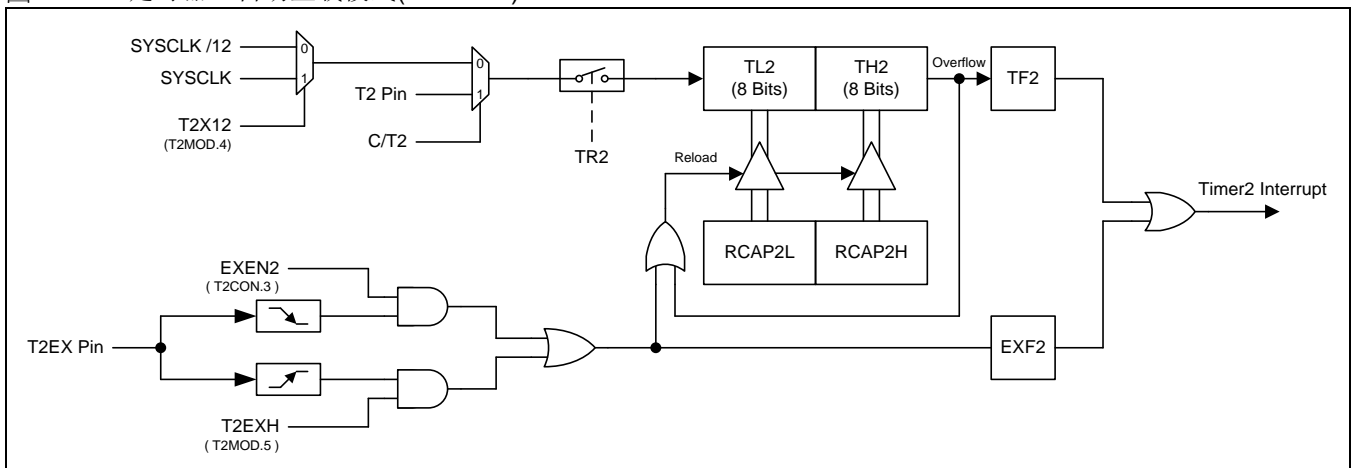 SYSCLK /12
0
SYSCLK
1
T2X12
(T2MOD.4)
0
T2 Pin
1
C/T2
TR2
TL2
(8 Bits)
TH2
(8 Bits)
Overflow
TF2
Reload
RCAP2L
RCAP2H
Timer2 Interrupt
EXEN2
( T2CON.3 )
T2EX Pin
EXF2
T2EXH
( T2MOD.5 )